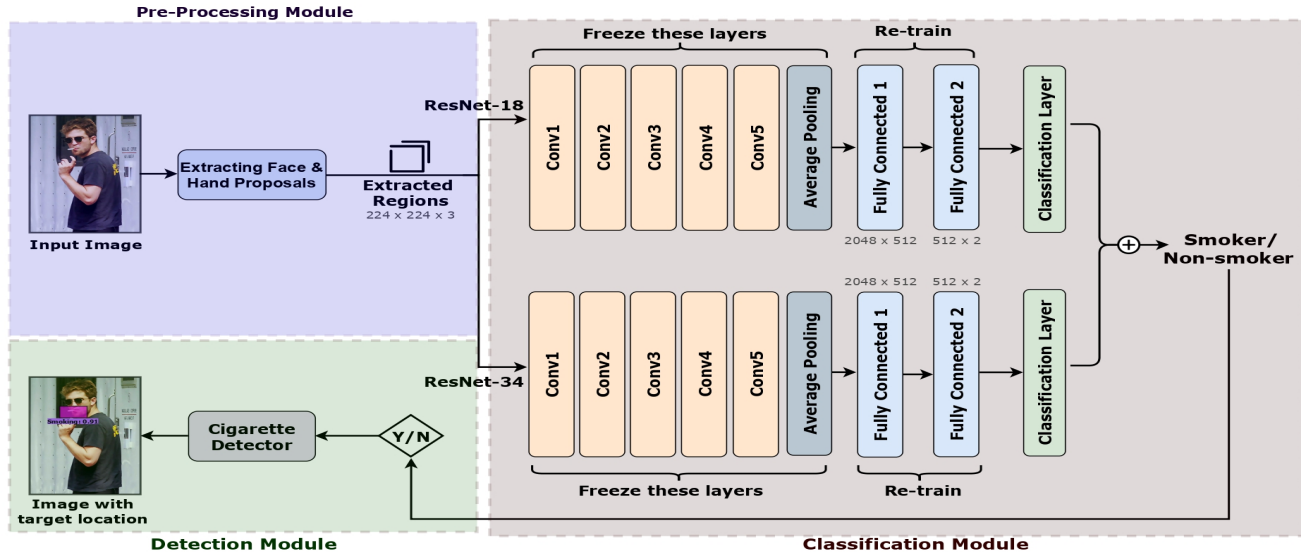 Pre-Processing Module
Input Image
Extracting Face &
Hand Proposals
Extracted
Regions
224 x 224 x 3
ResNet-18
Freeze these layers
Re-train
Conv1
Conv2
Conv3
Conv4
Conv5
Average Pooling
Fully Connected 1
Fully Connected 2
Classification Layer
2048 x 512
512 x 2
Smoker/
Non-smoker
ResNet-34
2048 x 512
512 x 2
Conv1
Conv2
Conv3
Conv4
Conv5
Average Pooling
Fully Connected 1
Fully Connected 2
Classification Layer
Freeze these layers
Re-train
Classification Module
Y/N
Cigarette
Detector
Smoking: 0.91
Image with
target location
Detection Module